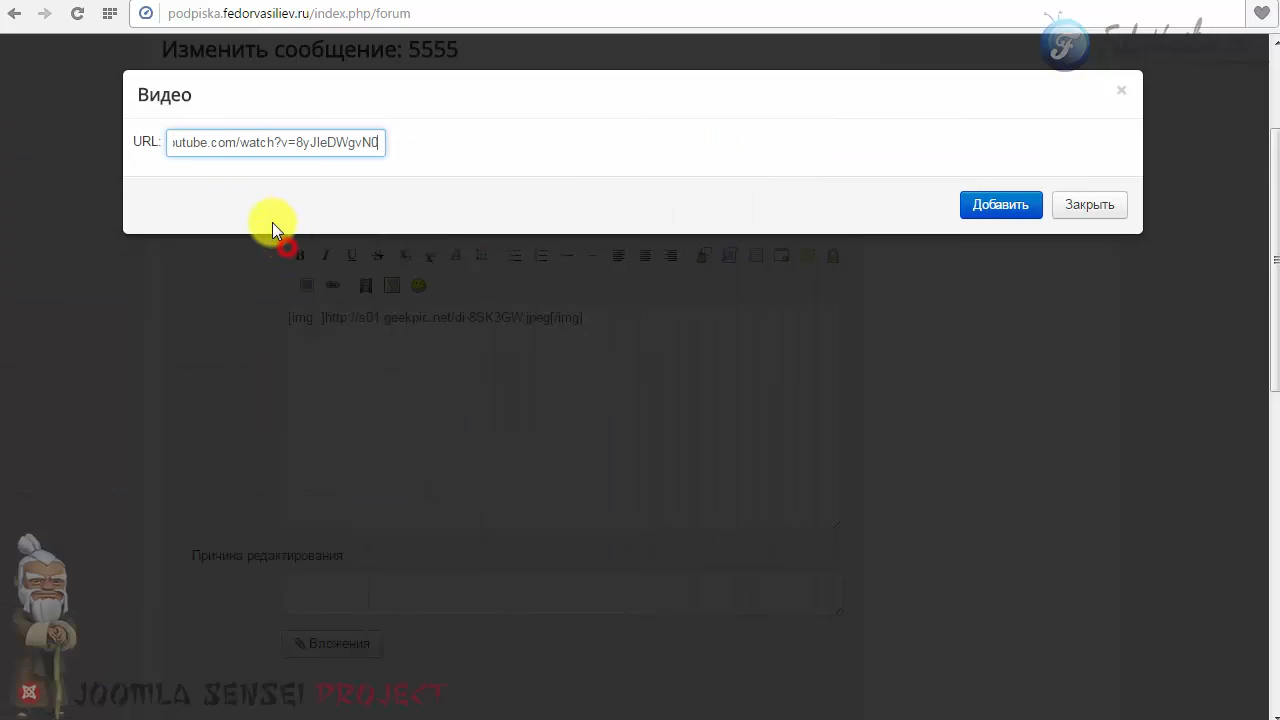 podpiska.fedorvasiliev.ru/index.php/forum
Изменить сообщение: 5555
Видео
×
URL: outube.com/watch?v=8yJIeDWgvN0
Добавить
Закрыть
[img]http://s01.geekpic.net/di-8SK3GW.jpeg[/img]
Причина редактирования
Вложения
JOOMLA SENSEI PROJECT